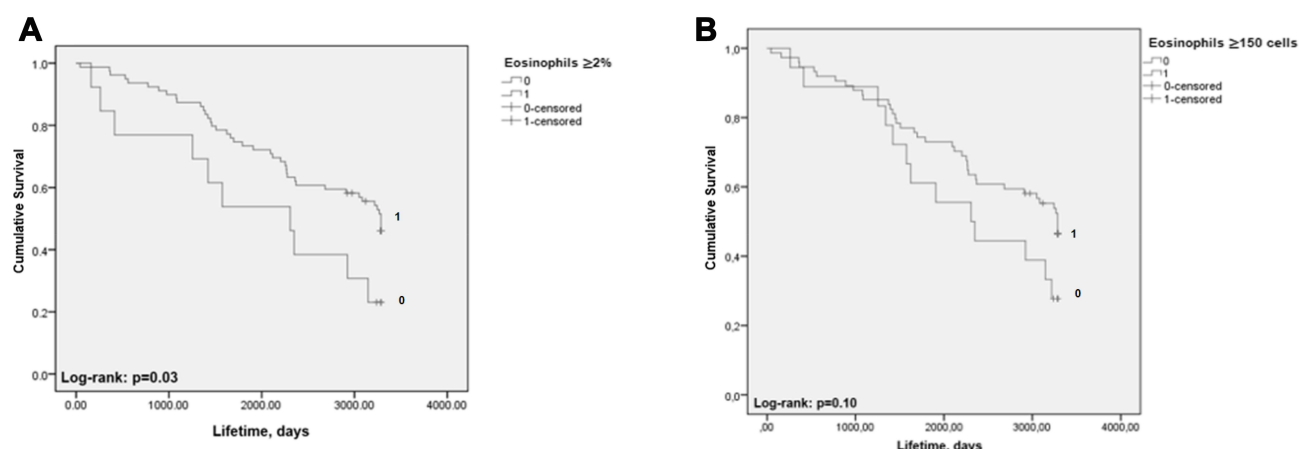 A
Cumulative Survival
1.0
0.8
0.6
0.4
0.2
0.0
1
0
Log-rank: p=0.03
0.00 1000.00 2000.00 3000.00 4000.00
Lifetime, days
Eosinophils ≥2%
0
1
0-censored
1-censored
B
Cumulative Survival
1,0
0,8
0,6
0,4
0,2
0,0
1
0
Log-rank: p=0.10
,00 1000,00 2000,00 3000,00 4000,00
Lifetime, days
Eosinophils ≥150 cells
0
1
0-censored
1-censored